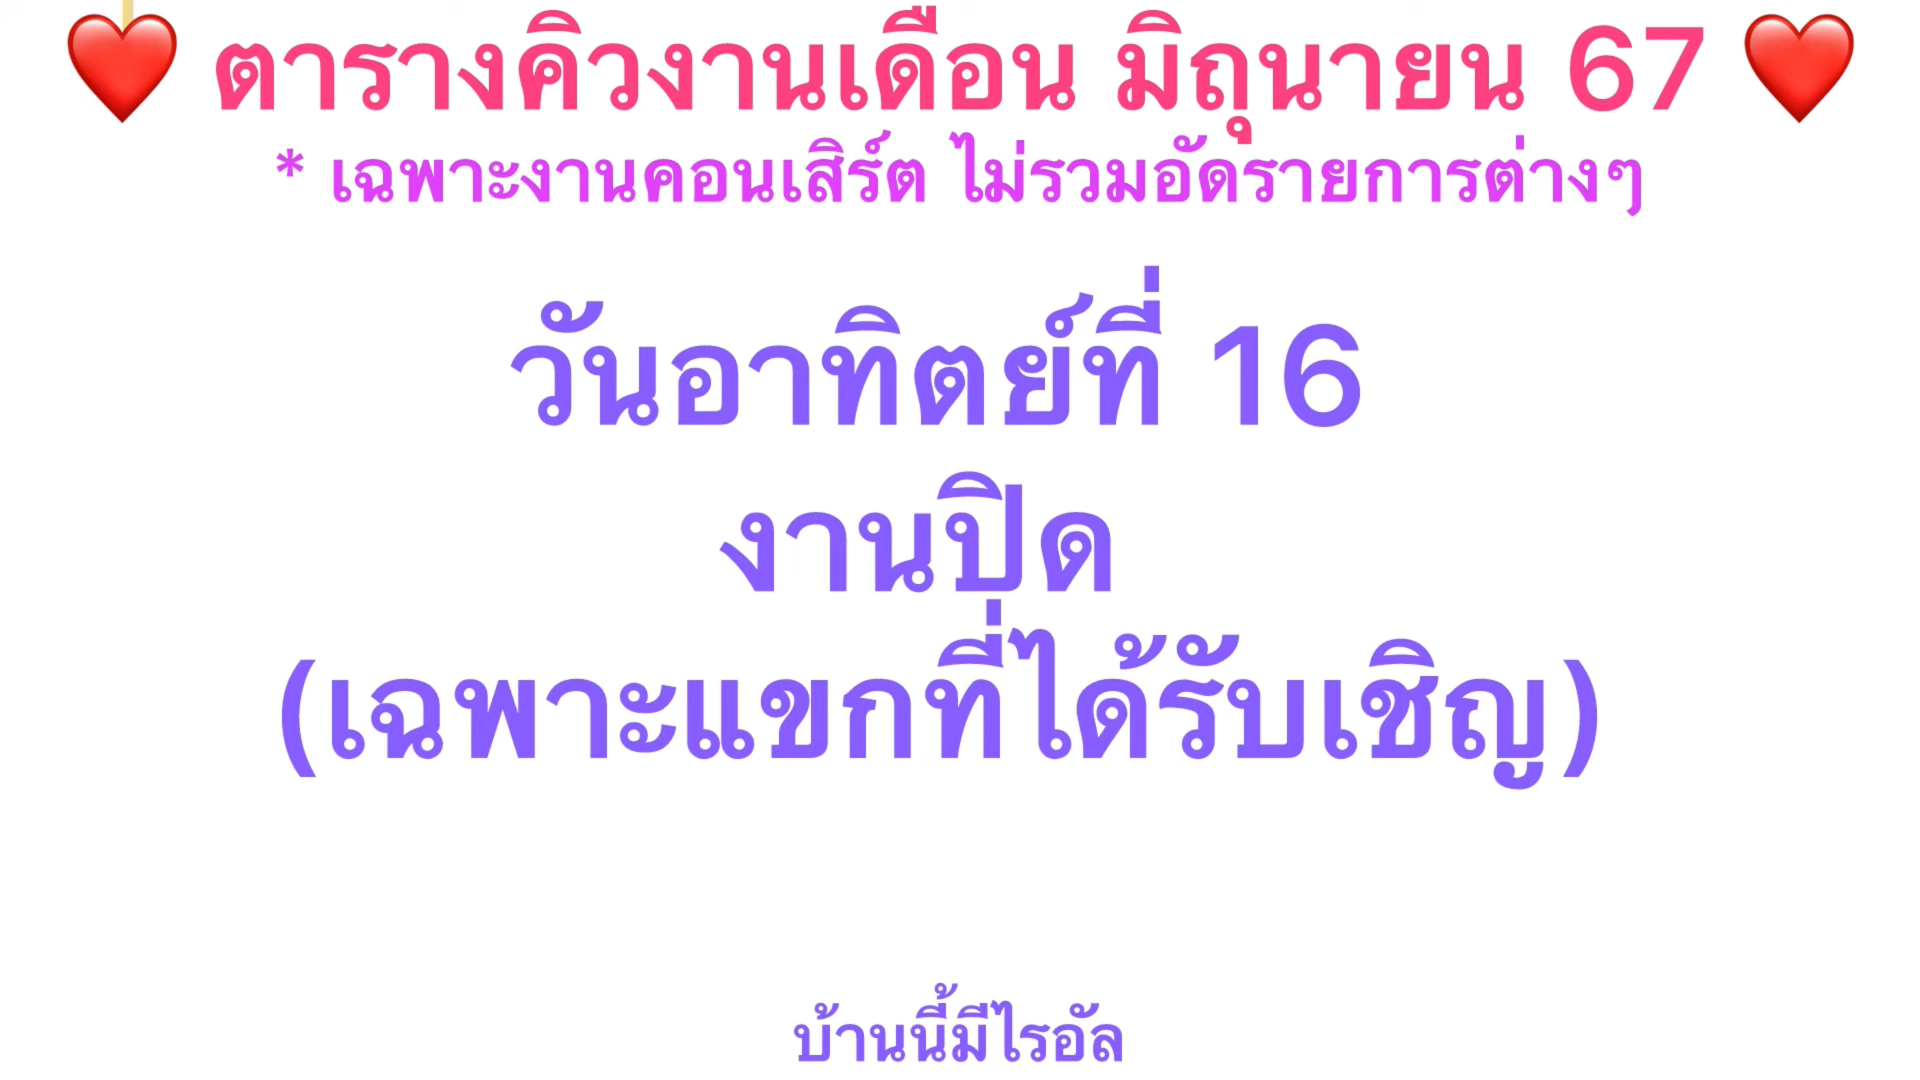 ❤️ ตารางคิวงานเดือน มิถุนายน 67 ❤️
* เฉพาะงานคอนเสิร์ต ไม่รวมอัดรายการต่างๆ
วันอาทิตย์ที่ 16
งานปิด
(เฉพาะแขกที่ได้รับเชิญ)
บ้านนี้มีไรอัล